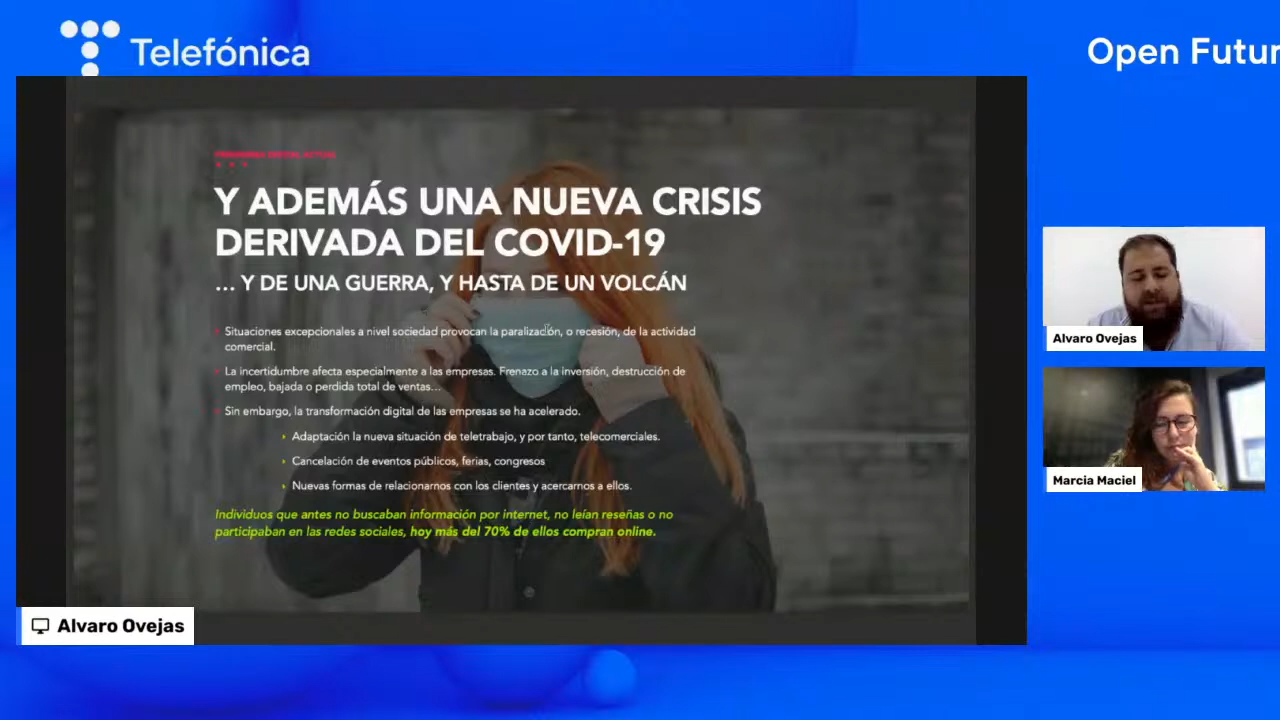 Telefónica
Open Futur
PANORAMA DIGITAL ACTUAL
Y ADEMÁS UNA NUEVA CRISIS
DERIVADA DEL COVID-19
... Y DE UNA GUERRA, Y HASTA DE UN VOLCÁN
Situaciones excepcionales a nivel sociedad provocan la paralización, o recesión, de la actividad
comercial.
La incertidumbre afecta especialmente a las empresas. Frenazo a la inversión, destrucción de
empleo, bajada o perdida total de ventas...
Sin embargo, la transformación digital de las empresas se ha acelerado.
Adaptación la nueva situación de teletrabajo, y por tanto, telecomerciales.
Cancelación de eventos públicos, ferias, congresos
Nuevas formas de relacionarnos con los clientes y acercarnos a ellos.
Individuos que antes no buscaban información por internet, no leían reseñas o no
participaban en las redes sociales, hoy más del 70% de ellos compran online.
Alvaro Ovejas
Alvaro Ovejas
Marcia Maciel